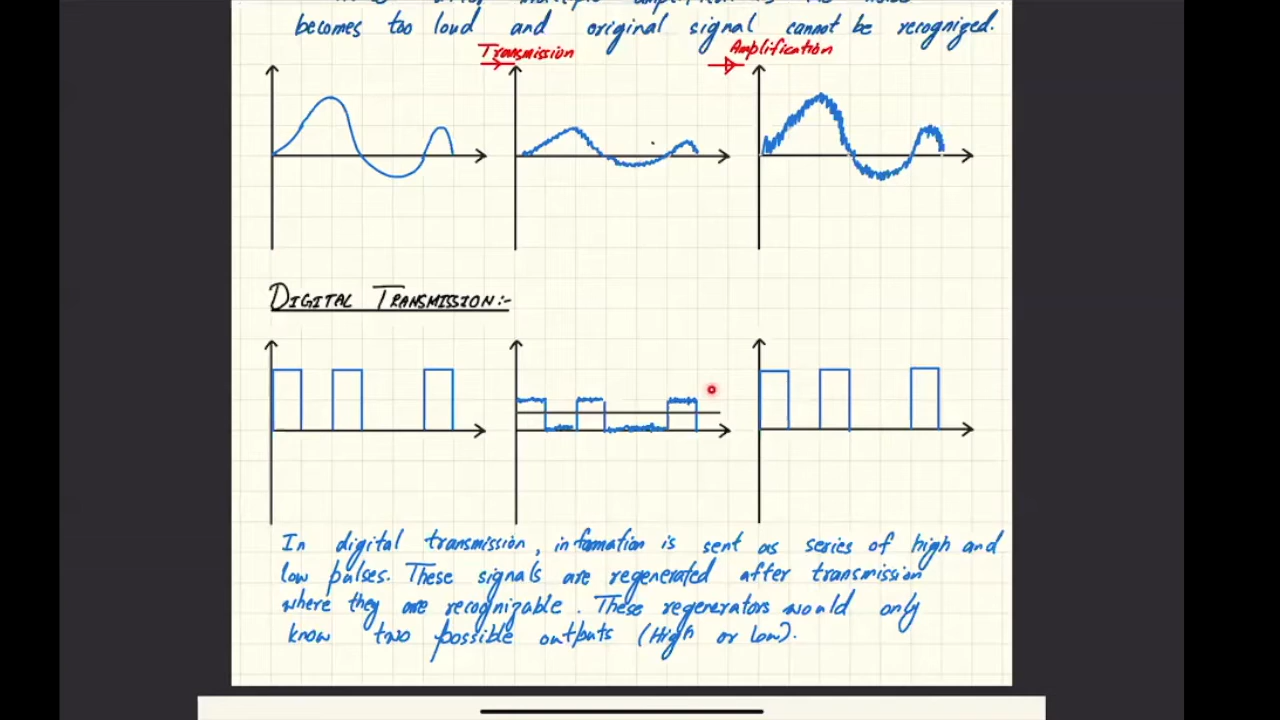 becomes too loud and original signal cannot be recognized.
Transmission
Amplification
DIGITAL TRANSMISSION:-
In digital transmission, information is sent as series of high and
low pulses. These signals are regenerated after transmission
where they are recognizable. These regenerators would only
know two possible outputs (High or low).